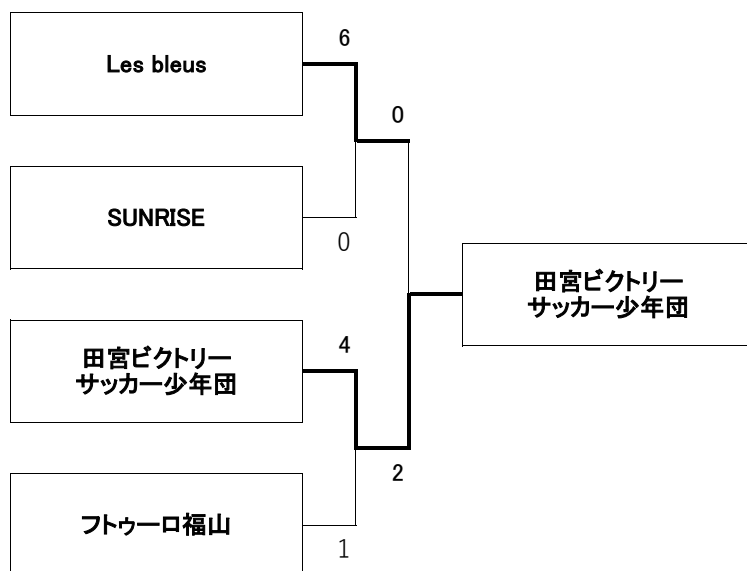 Les bleus
6
0
SUNRISE
0
田宮ビクトリー
サッカー少年団
田宮ビクトリー
サッカー少年団
4
2
フトゥーロ福山
1